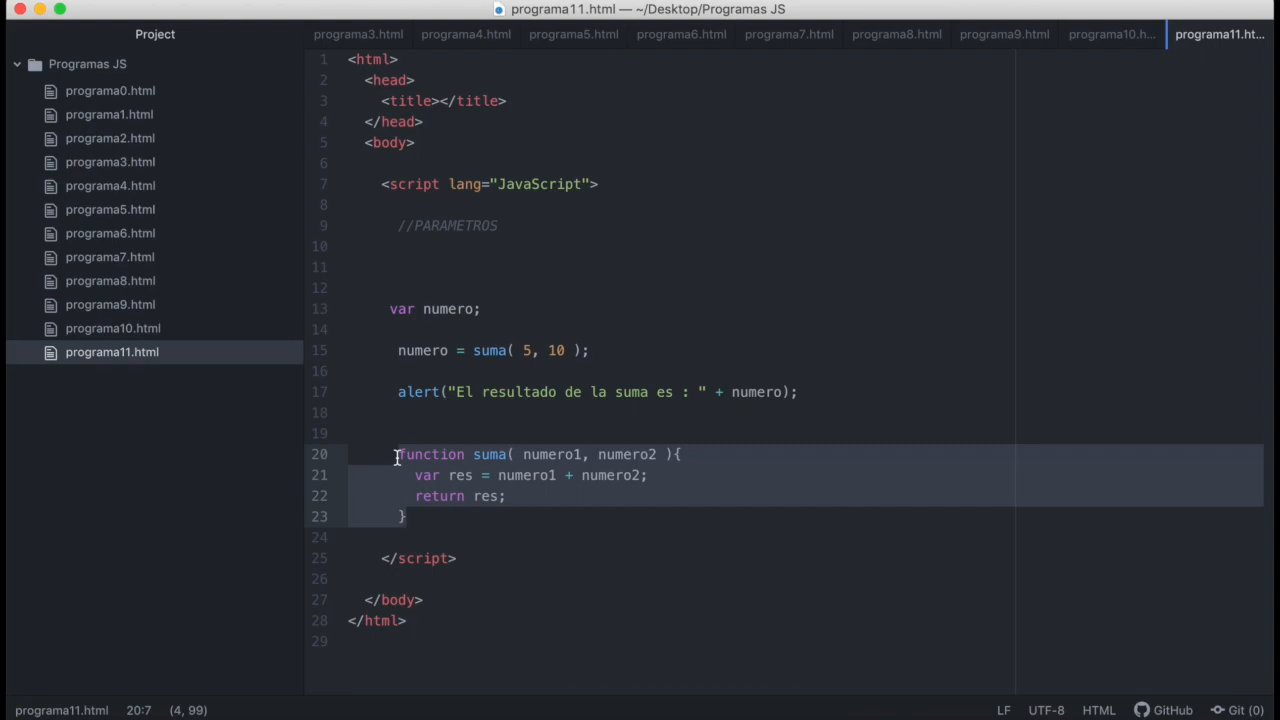 programa11.html — ~/Desktop/Programas JS
Project
programa3.html programa4.html programa5.html programa6.html programa7.html programa8.html programa9.html programa10.h... programa11.ht...
Programas JS
programa0.html
programa1.html
programa2.html
programa3.html
programa4.html
programa5.html
programa6.html
programa7.html
programa8.html
programa9.html
programa10.html
programa11.html
1 <html>
2 <head>
3 <title></title>
4 </head>
5 <body>
6
7 <script lang="JavaScript">
8
9 //PARAMETROS
10
11
12
13 var numero;
14
15 numero = suma( 5, 10 );
16
17 alert("El resultado de la suma es : " + numero);
18
19
20 function suma( numero1, numero2 ){
21 var res = numero1 + numero2;
22 return res;
23 }
24
25 </script>
26
27 </body>
28 </html>
29
programa11.html 20:7 (4, 99) LF UTF-8 HTML GitHub Git (0)